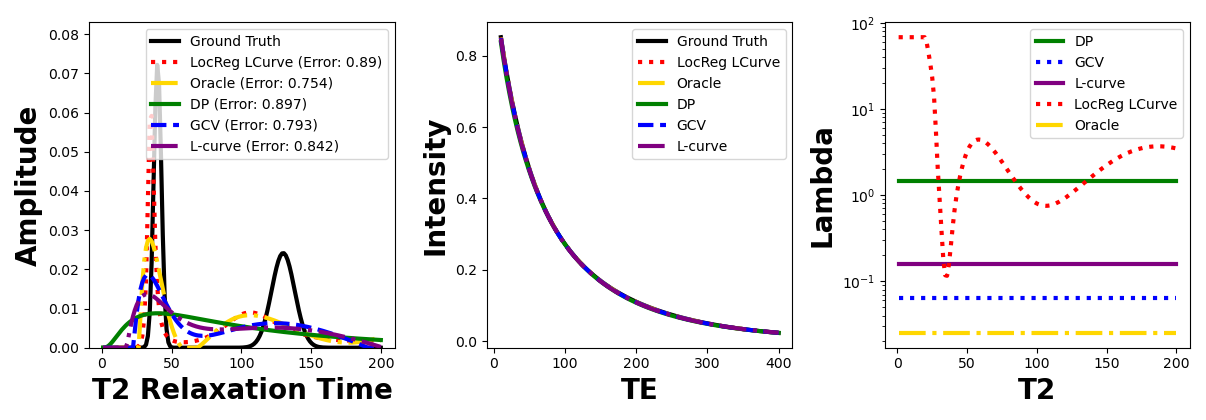 0.08
0.07
0.06
0.05
0.04
0.03
0.02
0.01
0.00
Amplitude
0
50
100
150
200
T2 Relaxation Time
Ground Truth
LocReg LCurve (Error: 0.89)
Oracle (Error: 0.754)
DP (Error: 0.897)
GCV (Error: 0.793)
L-curve (Error: 0.842)
0.8
0.6
0.4
0.2
0.0
Intensity
0
100
200
300
400
TE
Ground Truth
LocReg LCurve
Oracle
DP
GCV
L-curve
10²
10¹
10⁰
10⁻¹
Lambda
0
50
100
150
200
T2
DP
GCV
L-curve
LocReg LCurve
Oracle